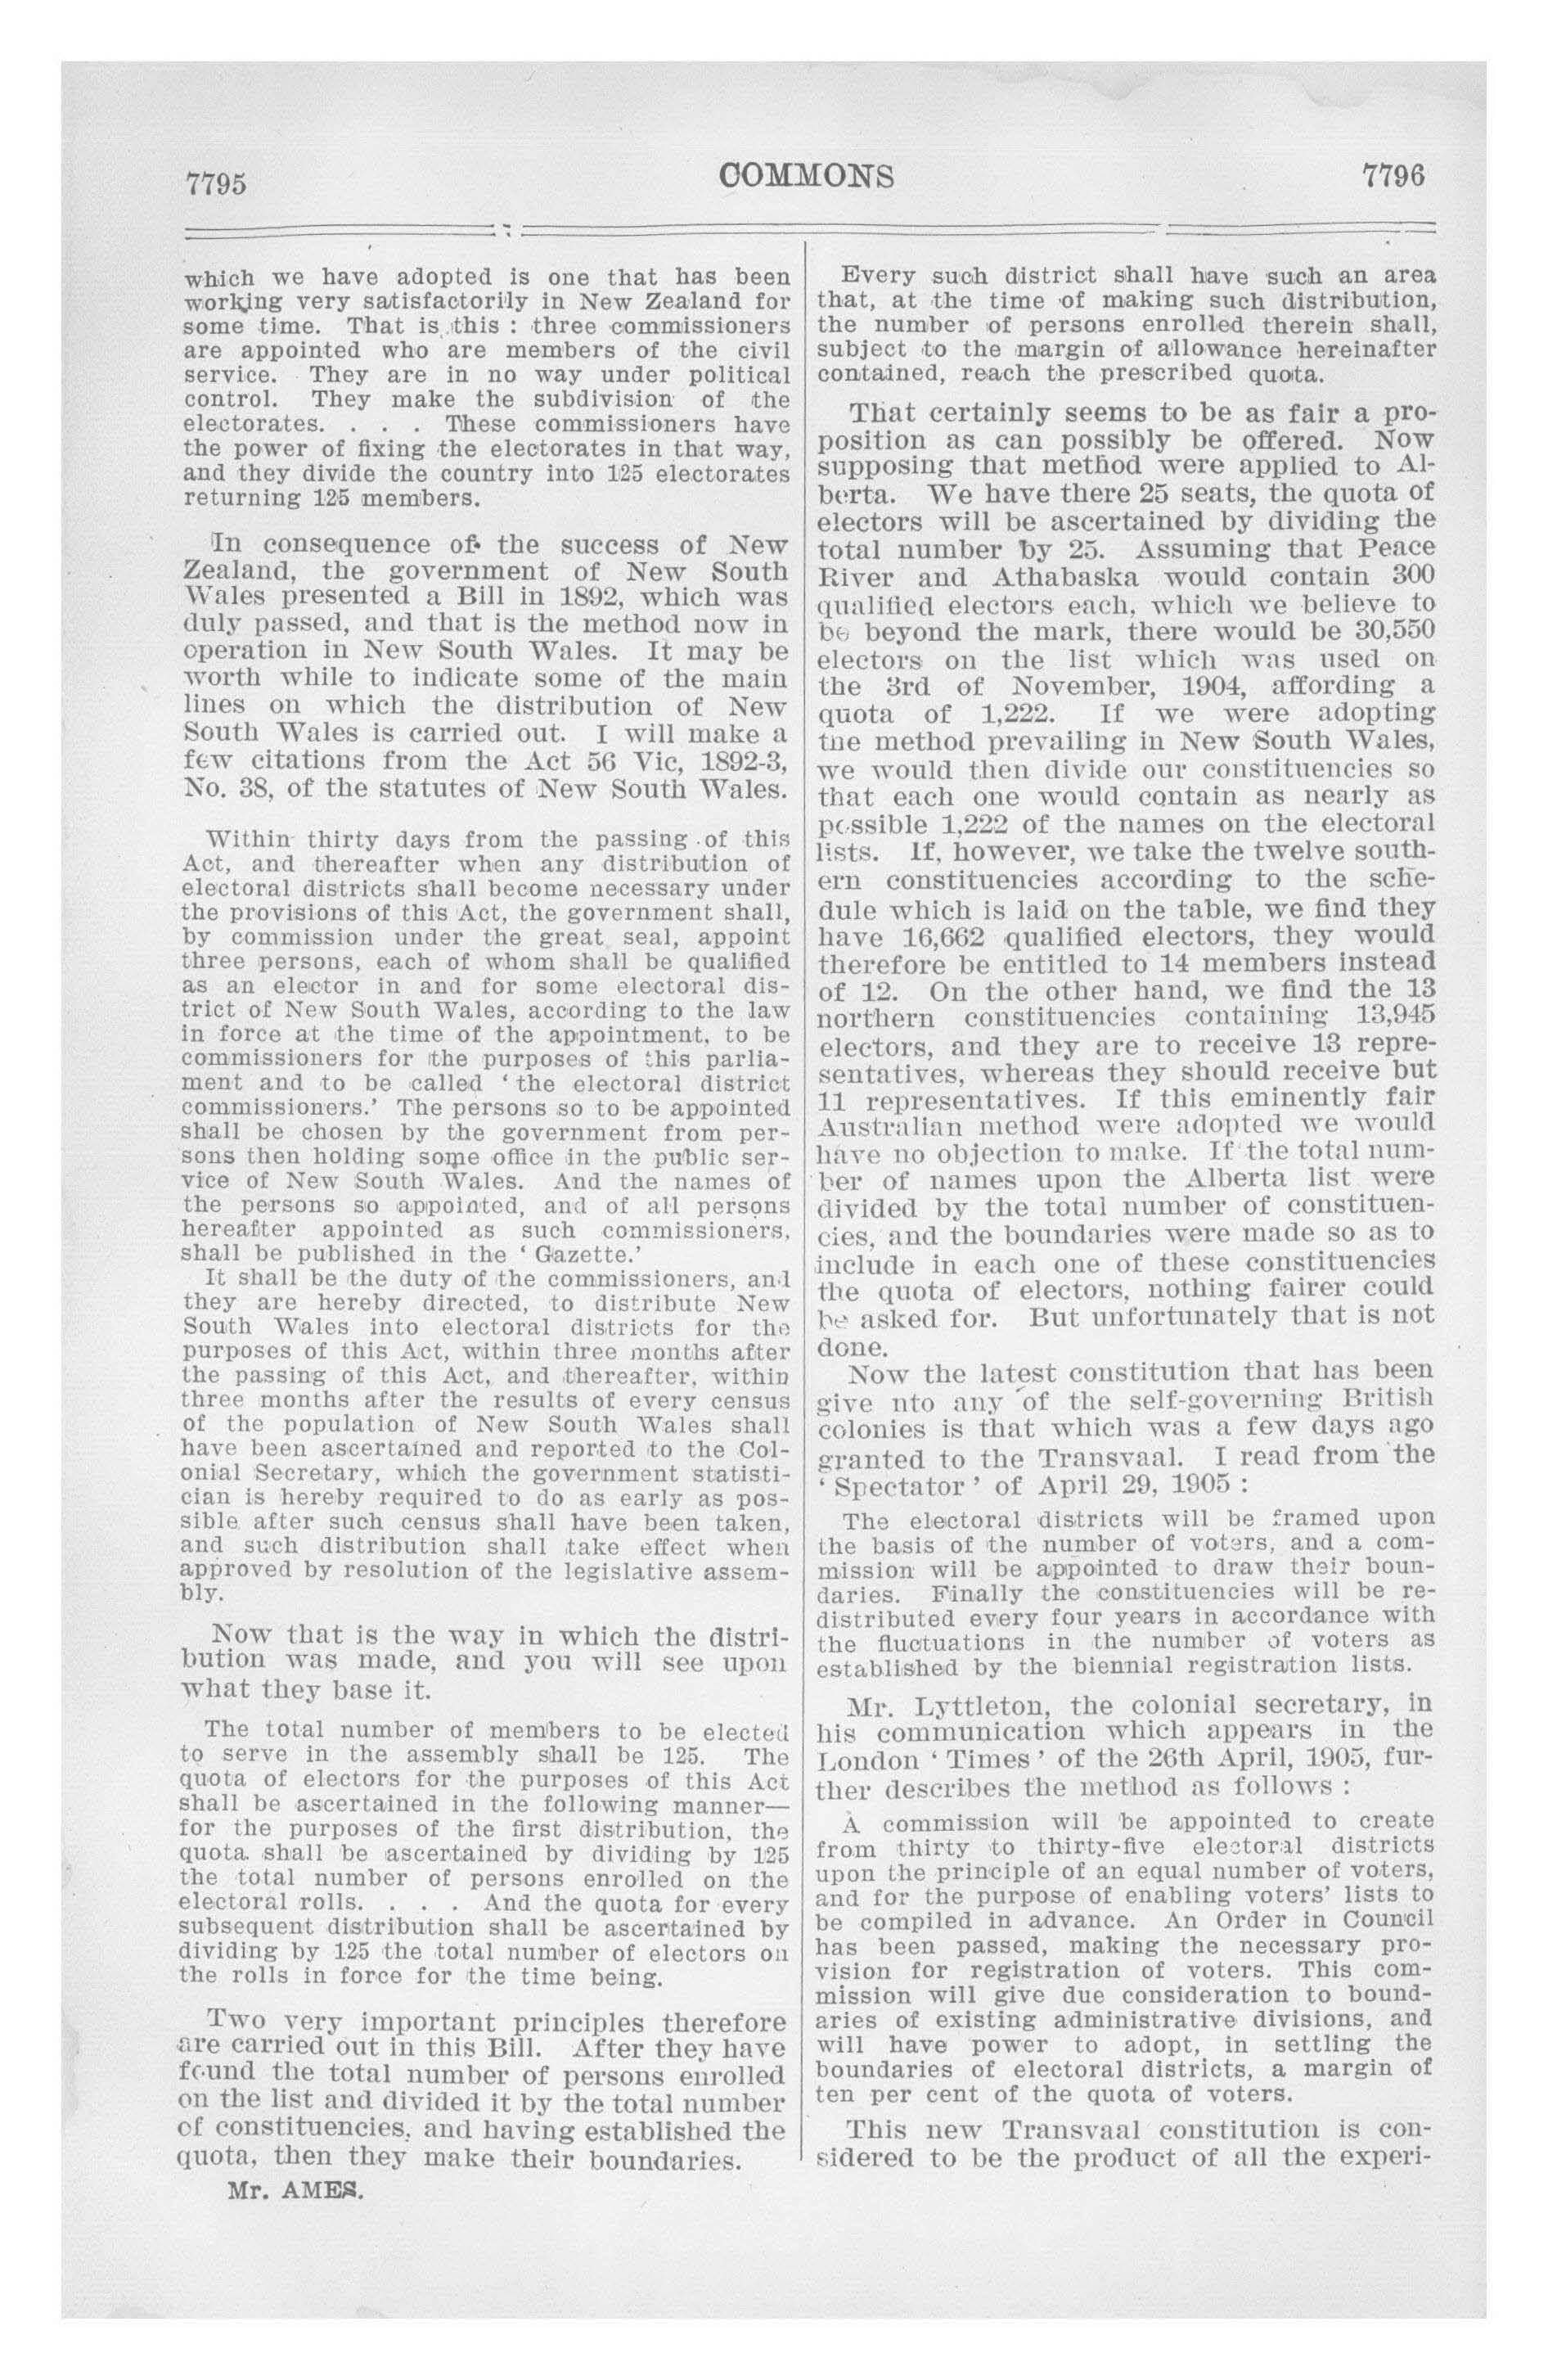 7795
COMMONS
7796
which we have adopted is one that has been
working very satisfactorily in New Zealand for
some time. That is this : three commissioners
are appointed who are members of the civil
service. They are in no way under political
control. They make the subdivision of the
electorates. . . . These commissioners have
the power of fixing the electorates in that way,
and they divide the country into 125 electorates
returning 125 members.
In consequence of the success of New
Zealand, the government of New South
Wales presented a Bill in 1892, which was
duly passed, and that is the method now in
operation in New South Wales. It may be
worth while to indicate some of the main
lines on which the distribution of New
South Wales is carried out. I will make a
few citations from the Act 56 Vic, 1892-3,
No. 38, of the statutes of New South Wales.
Within thirty days from the passing of this
Act, and thereafter when any distribution of
electoral districts shall become necessary under
the provisions of this Act, the government shall,
by commission under the great seal, appoint
three persons, each of whom shall be qualified
as an elector in and for some electoral dis-
trict of New South Wales, according to the law
in force at the time of the appointment, to be
commissioners for the purposes of this parlia-
ment and to be called ‘ the electoral district
commissioners.’ The persons so to be appointed
shall be chosen by the government from per-
sons then holding some office in the public ser-
vice of New South Wales. And the names of
the persons so appointed, and of all persons
hereafter appointed as such commissioners,
shall be published in the ‘ Gazette.’
It shall be the duty of the commissioners, and
they are hereby directed, to distribute New
South Wales into electoral districts for the
purposes of this Act, within three months after
the passing of this Act, and thereafter, within
three months after the results of every census
of the population of New South Wales shall
have been ascertained and reported to the Col-
onial Secretary, which the government statisti-
cian is hereby required to do as early as pos-
sible after such census shall have been taken,
and such distribution shall take effect when
approved by resolution of the legislative assem-
bly.
Now that is the way in which the distri-
bution was made, and you will see upon
what they base it.
The total number of members to be elected
to serve in the assembly shall be 125. The
quota of electors for the purposes of this Act
shall be ascertained in the following manner—
for the purposes of the first distribution, the
quota shall be ascertained by dividing by 125
the total number of persons enrolled on the
electoral rolls. . . . And the quota for every
subsequent distribution shall be ascertained by
dividing by 125 the total number of electors on
the rolls in force for the time being.
Two very important principles therefore
are carried out in this Bill. After they have
found the total number of persons enrolled
on the list and divided it by the total number
of constituencies, and having established the
quota, then they make their boundaries.
Mr. AMES.
Every such district shall have such an area
that, at the time of making such distribution,
the number of persons enrolled therein shall,
subject to the margin of allowance hereinafter
contained, reach the prescribed quota.
That certainly seems to be as fair a pro-
position as can possibly be offered. Now
supposing that method were applied to Al-
berta. We have there 25 seats, the quota of
electors will be ascertained by dividing the
total number by 25. Assuming that Peace
River and Athabaska would contain 300
qualified electors each, which we believe to
be beyond the mark, there would be 30,550
electors on the list which was used on
the 3rd of November, 1904, affording a
quota of 1,222. If we were adopting
the method prevailing in New South Wales,
we would then divide our constituencies so
that each one would contain as nearly as
possible 1,222 of the names on the electoral
lists. If, however, we take the twelve south-
ern constituencies according to the sche-
dule which is laid on the table, we find they
have 16,662 qualified electors, they would
therefore be entitled to 14 members instead
of 12. On the other hand, we find the 13
northern constituencies containing 13,945
electors, and they are to receive 13 repre-
sentatives, whereas they should receive but
11 representatives. If this eminently fair
Australian method were adopted we would
have no objection to make. If the total num-
ber of names upon the Alberta list were
divided by the total number of constituen-
cies, and the boundaries were made so as to
include in each one of these constituencies
the quota of electors, nothing fairer could
be asked for. But unfortunately that is not
done.
Now the latest constitution that has been
give nto any of the self-governing British
colonies is that which was a few days ago
granted to the Transvaal. I read from the
‘ Spectator ’ of April 29, 1905 :
The electoral districts will be framed upon
the basis of the number of voters, and a com-
mission will be appointed to draw their boun-
daries. Finally the constituencies will be re-
distributed every four years in accordance with
the fluctuations in the number of voters as
established by the biennial registration lists.
Mr. Lyttleton, the colonial secretary, in
his communication which appears in the
London ‘ Times ’ of the 26th April, 1905, fur-
ther describes the method as follows :
A commission will be appointed to create
from thirty to thirty-five electoral districts
upon the principle of an equal number of voters,
and for the purpose of enabling voters’ lists to
be compiled in advance. An Order in Council
has been passed, making the necessary pro-
vision for registration of voters. This com-
mission will give due consideration to bound-
aries of existing administrative divisions, and
will have power to adopt, in settling the
boundaries of electoral districts, a margin of
ten per cent of the quota of voters.
This new Transvaal constitution is con-
sidered to be the product of all the experi-